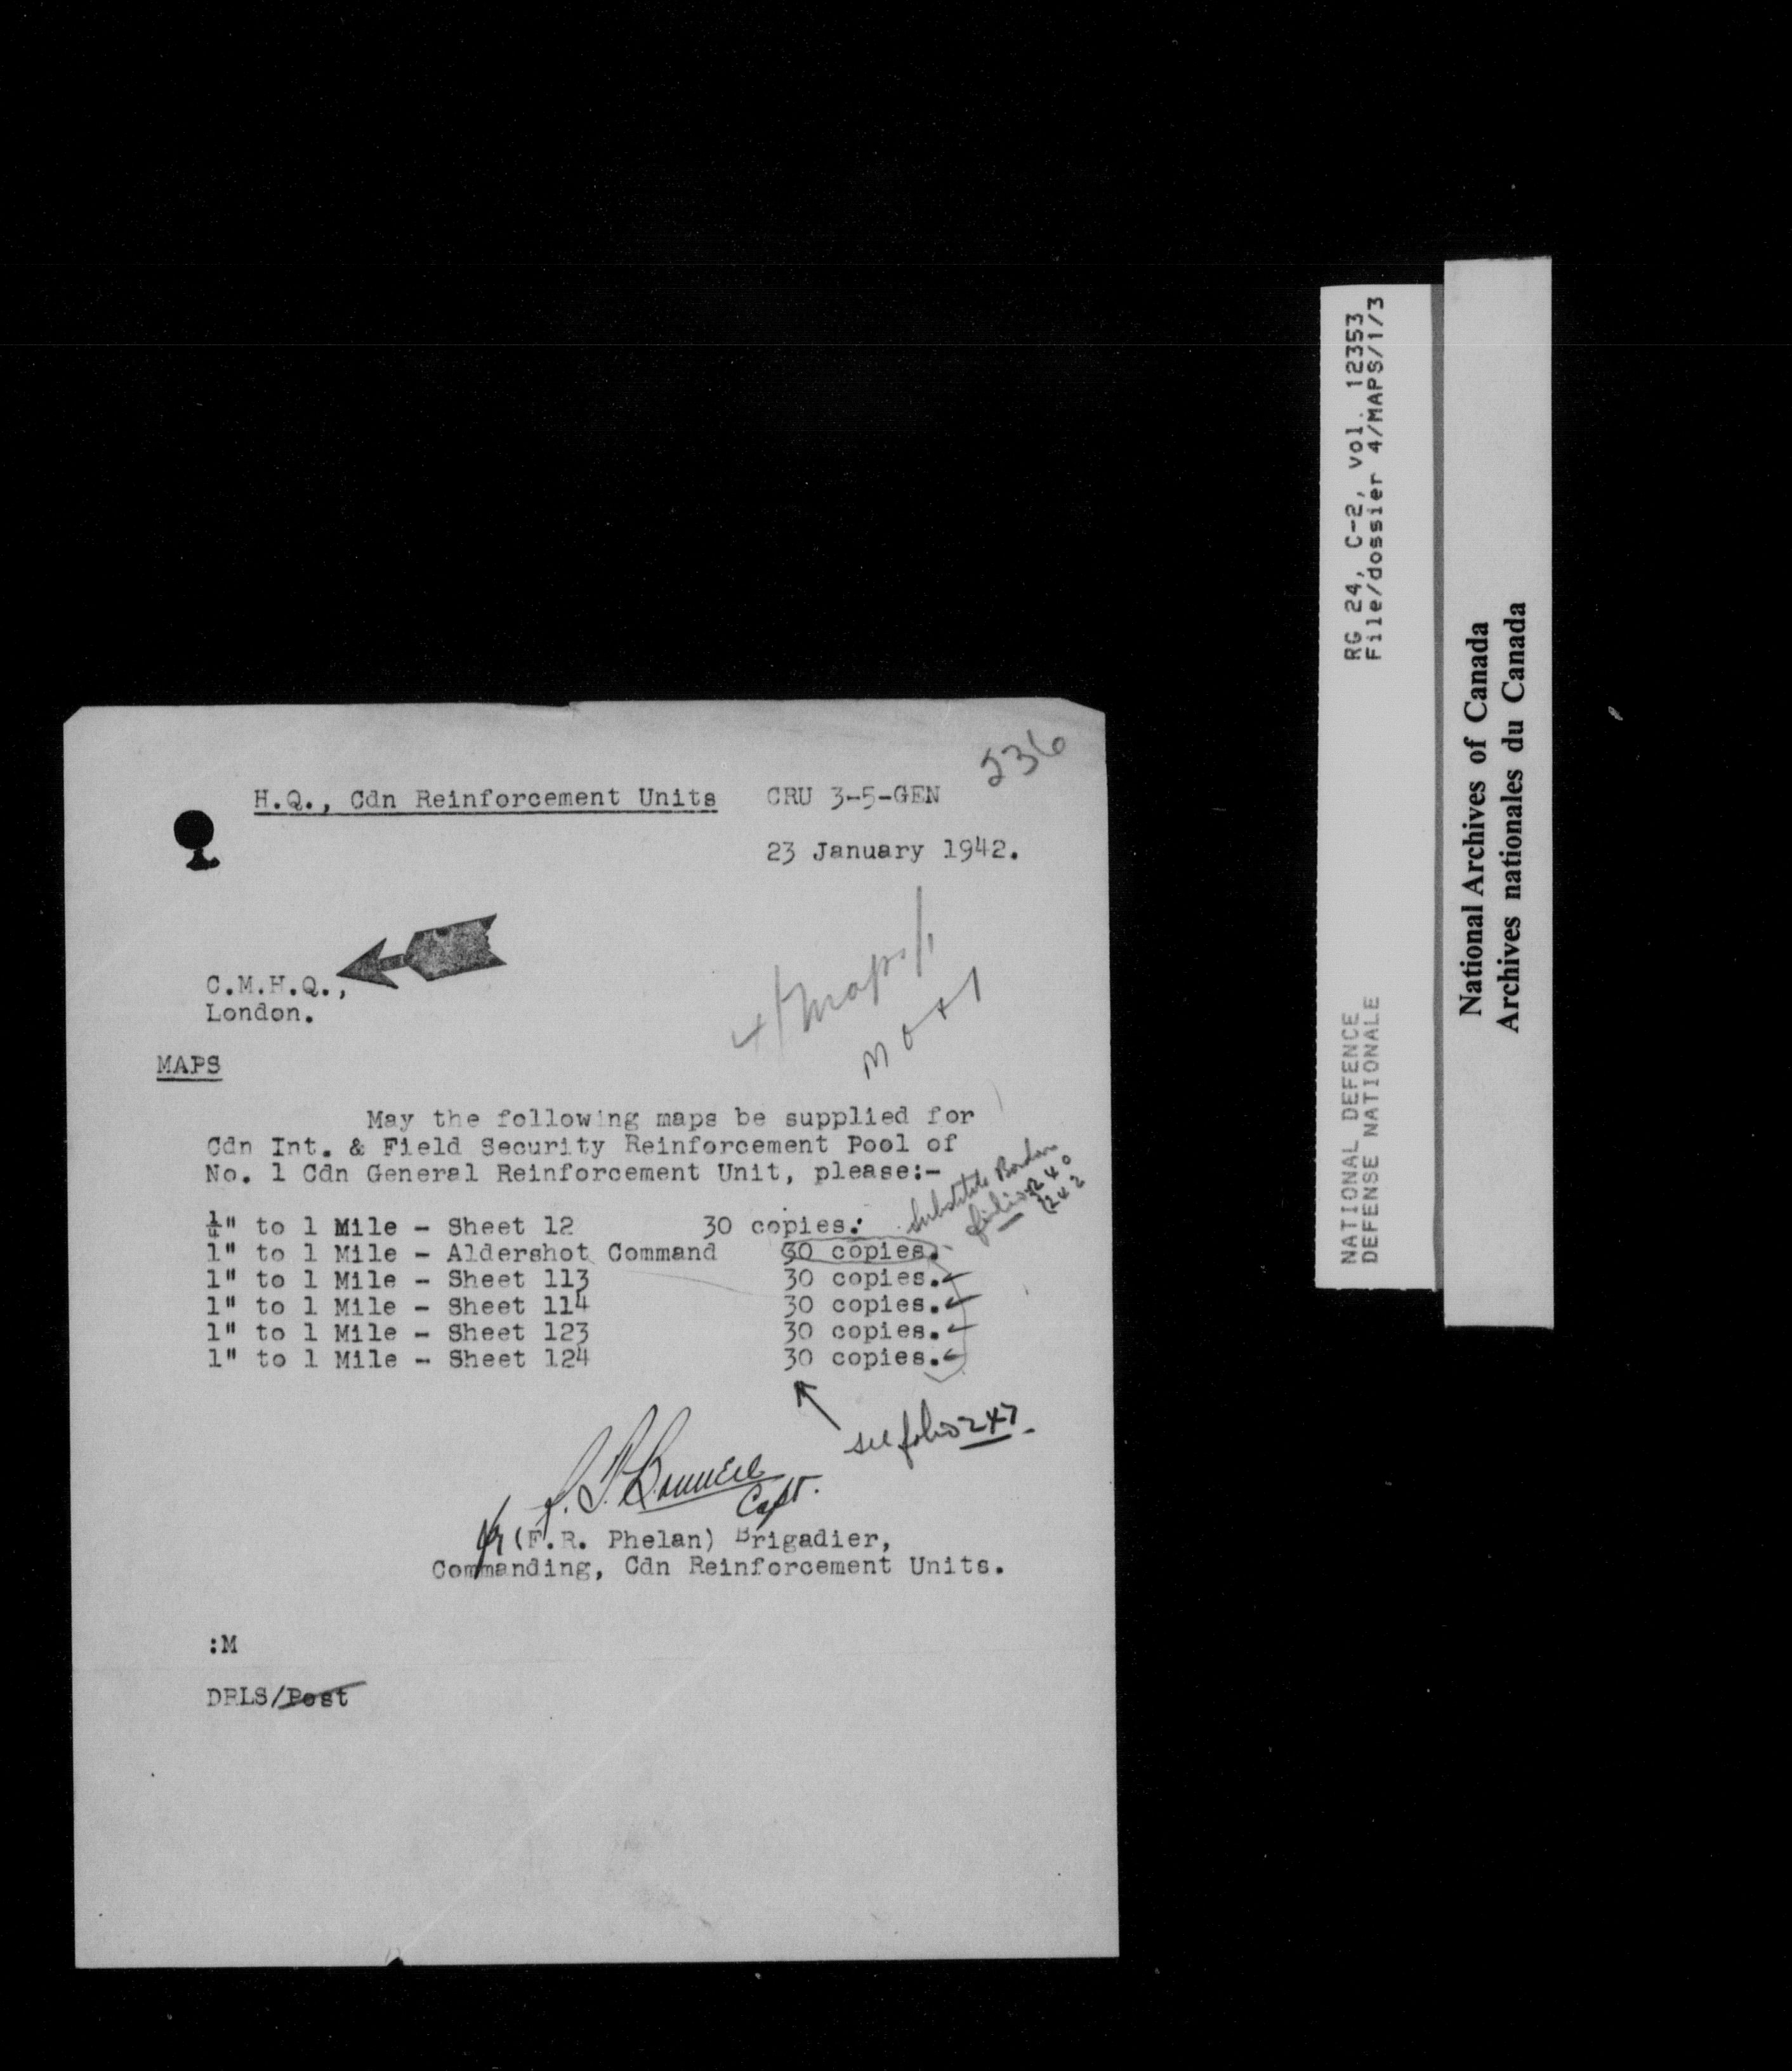 236
H.Q., Cdn Reinforcement Units CRU 3-5-GEN
23 January 1942.
C.M.H.Q.,
London.
4/Maps/1
MAPS
May the following maps be supplied for
Cdn Int. & Field Security Reinforcement Pool of
No. 1 Cdn General Reinforcement Unit, please:-
Substitute
folios 240
242
¼" to 1 Mile - Sheet 12 30 copies.
1" to 1 Mile - Aldershot Command 30 copies.
1" to 1 Mile - Sheet 113 30 copies.
1" to 1 Mile - Sheet 114 30 copies.
1" to 1 Mile - Sheet 123 30 copies.
1" to 1 Mile - Sheet 124 30 copies.
see folio 247.
Capt.
(F.R. Phelan) Brigadier,
Commanding, Cdn Reinforcement Units.
:M
DRLS/Post
RG 24, C-2, vol. 12353
File/dossier 4/MAPS/1/3
NATIONAL DEFENCE
DEFENSE NATIONALE
National Archives of Canada
Archives nationales du Canada